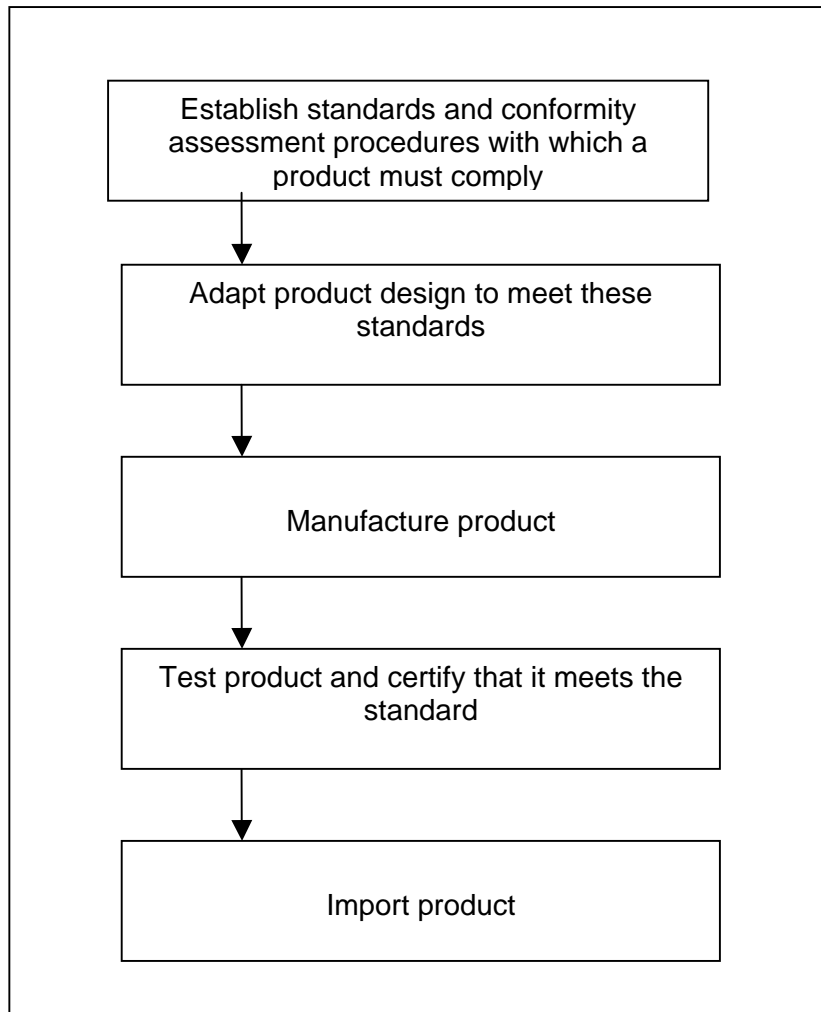 Establish standards and conformity
assessment procedures with which a
product must comply
Adapt product design to meet these
standards
Manufacture product
Test product and certify that it meets the
standard
Import product